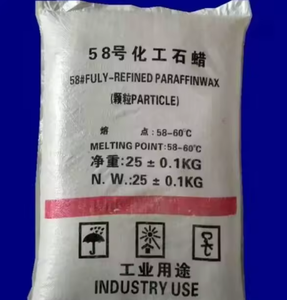 58号化工石蜡
58#FULY-REFINED PARAFFINWAX
(颗粒PARTICLE)
熔 点:58-60℃
MELTING POINT:58-60℃
净重:25±0.1KG
N.W.:25±0.1KG
工业用途
INDUSTRY USE